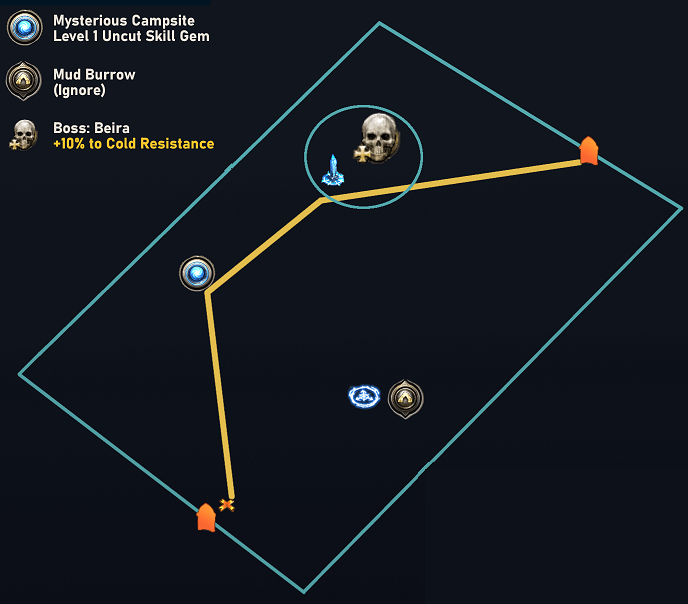 Mysterious Campsite
Level 1 Uncut Skill Gem
Mud Burrow
(Ignore)
Boss: Beira
+10% to Cold Resistance